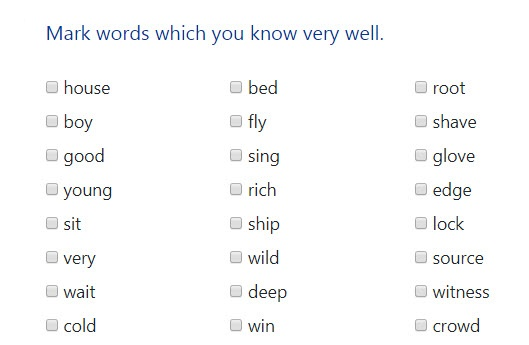 Mark words which you know very well.
house bed root
boy fly shave
good sing glove
young rich edge
sit ship lock
very wild source
wait deep witness
cold win crowd